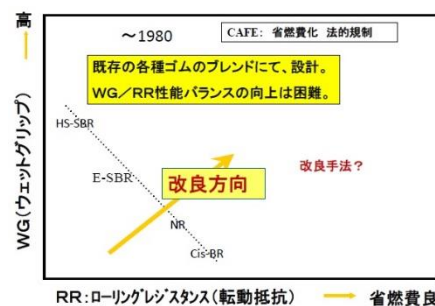 高
～1980
CAFE： 省燃費化 法的規制
既存の各種ゴムのブレンドにて、設計。
WG／RR性能バランスの向上は困難。
HS-SBR
E-SBR
改良方向
改良手法？
NR
Cis-BR
WG（ウェットグリップ）
RR：ローリングレジスタンス（転動抵抗） 省燃費良